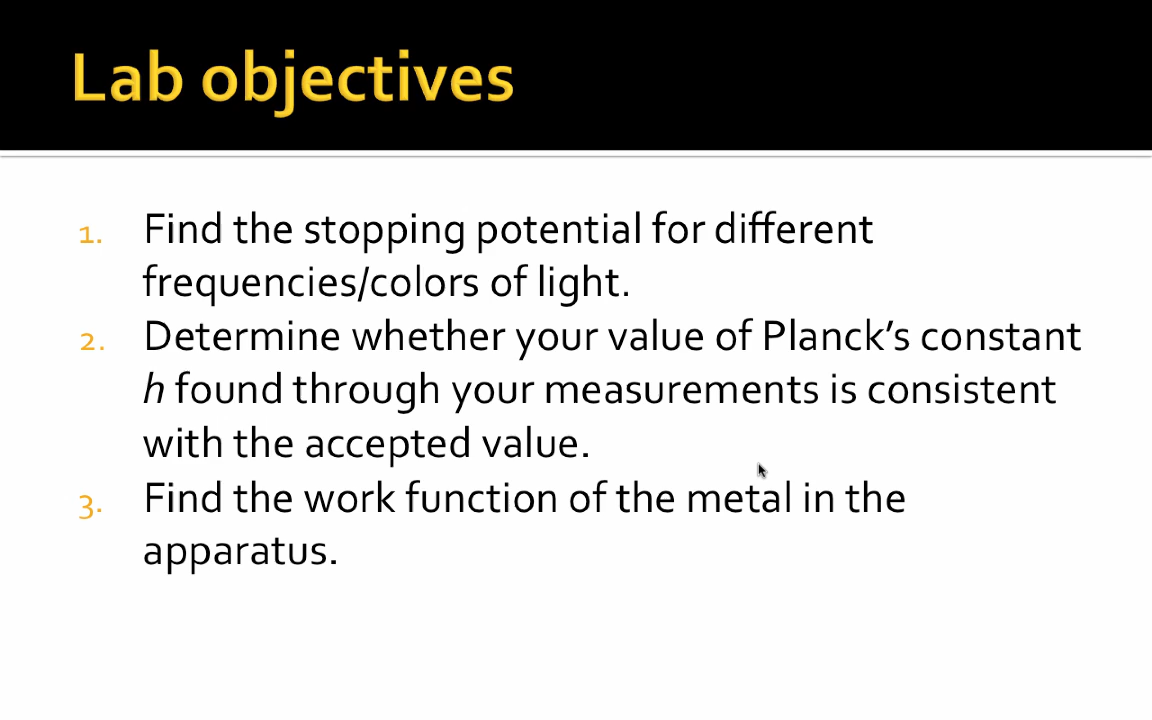 Lab objectives
1. Find the stopping potential for different
frequencies/colors of light.
2. Determine whether your value of Planck’s constant
h found through your measurements is consistent
with the accepted value.
3. Find the work function of the metal in the
apparatus.